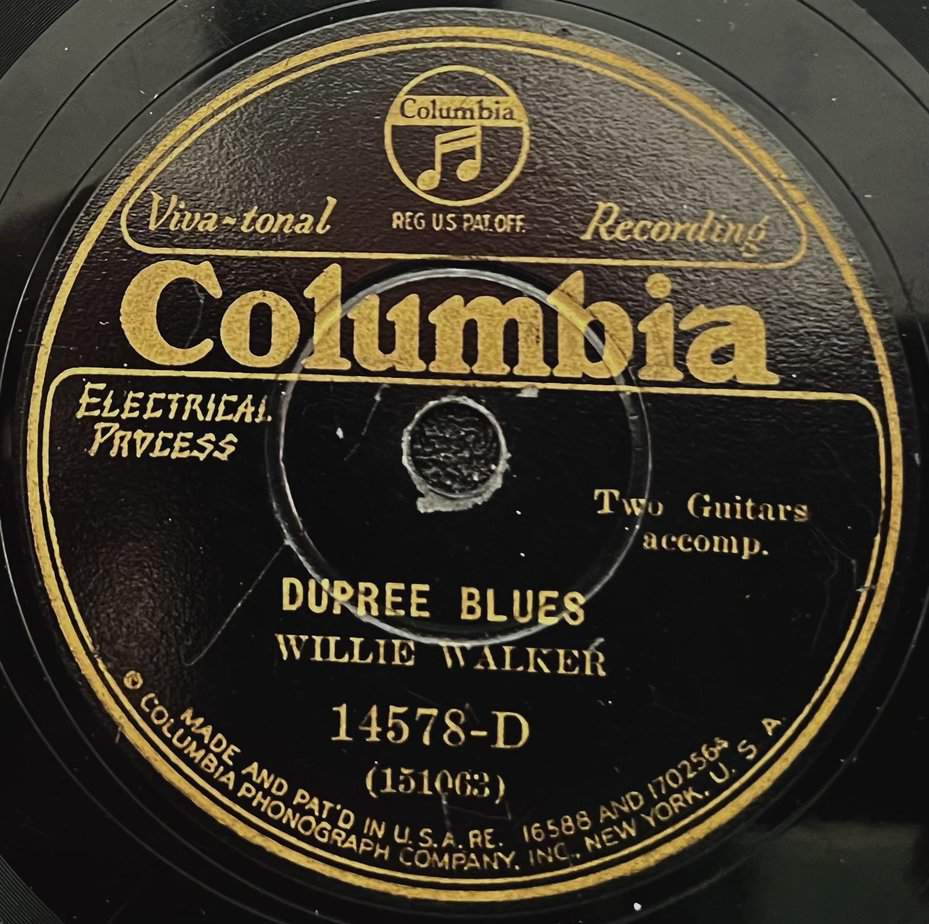 Columbia
REG U.S PAT. OFF.
Viva-tonal Recording
Columbia
ELECTRICAL
PROCESS
Two Guitars
accomp.
DUPREE BLUES
WILLIE WALKER
14578-D
(151063)
MADE AND PAT'D IN U.S.A. RE. 16588 AND 1702564
© COLUMBIA PHONOGRAPH COMPANY, INC., NEW YORK, U. S. A.